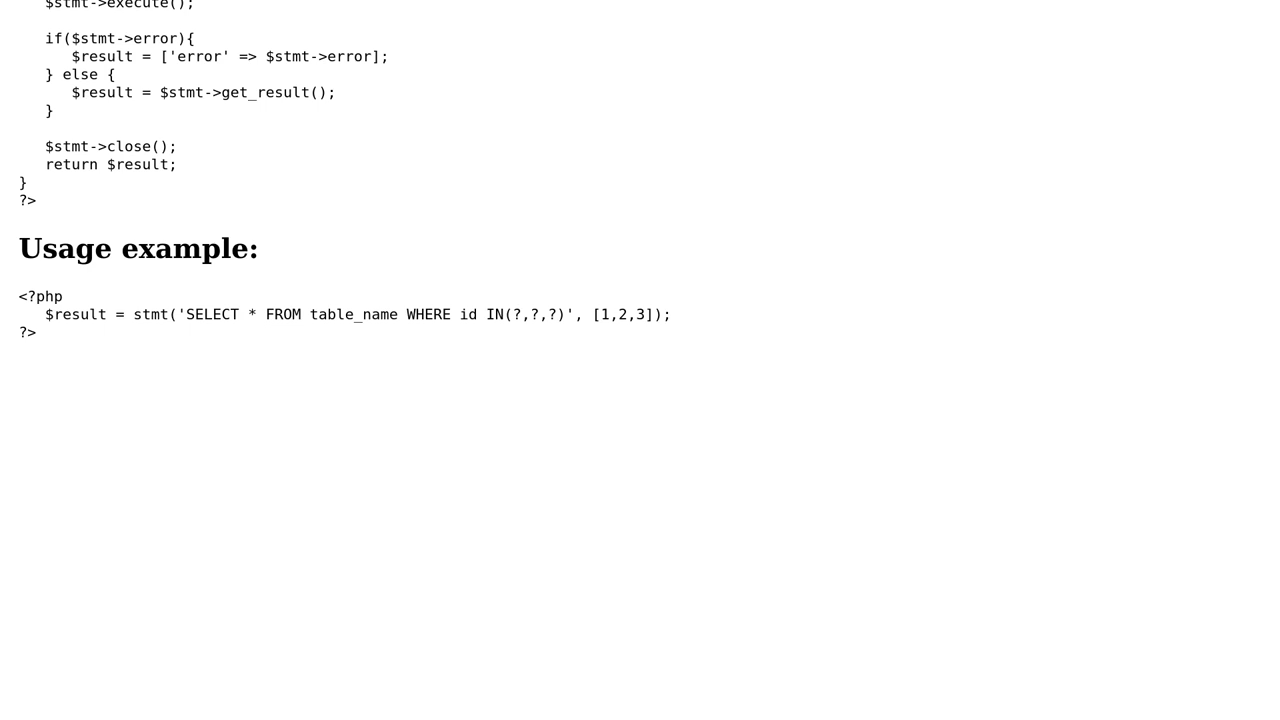 $stmt->execute();
if($stmt->error){
$result = ['error' => $stmt->error];
} else {
$result = $stmt->get_result();
}
$stmt->close();
return $result;
}
?>
Usage example:
<?php
$result = stmt('SELECT * FROM table_name WHERE id IN(?,?,?)', [1,2,3]);
?>